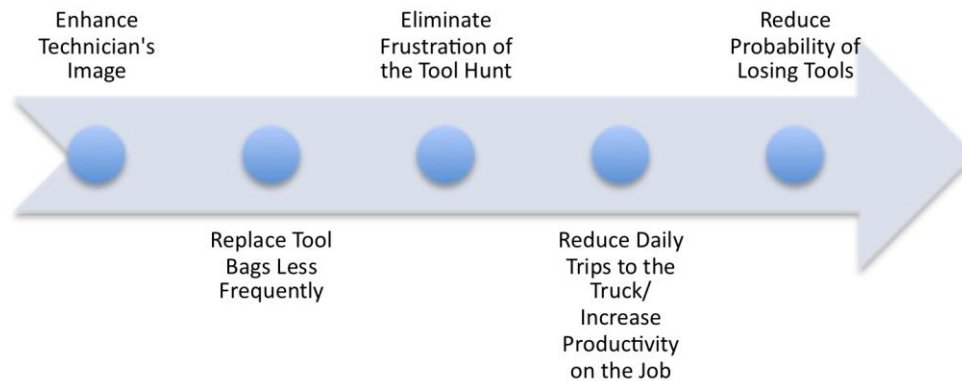 Enhance
Technician's
Image
Replace Tool
Bags Less
Frequently
Eliminate
Frustration of
the Tool Hunt
Reduce Daily
Trips to the
Truck/
Increase
Productivity
on the Job
Reduce
Probability of
Losing Tools